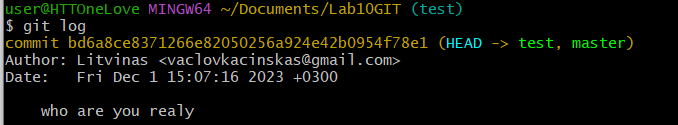 user@HTTOneLove MINGW64 ~/Documents/Lab10GIT (test)
$ git log
commit bd6a8ce8371266e82050256a924e42b0954f78e1 (HEAD -> test, master)
Author: Litvinas <vaclovkacinskas@gmail.com>
Date:   Fri Dec 1 15:07:16 2023 +0300
    who are you realy